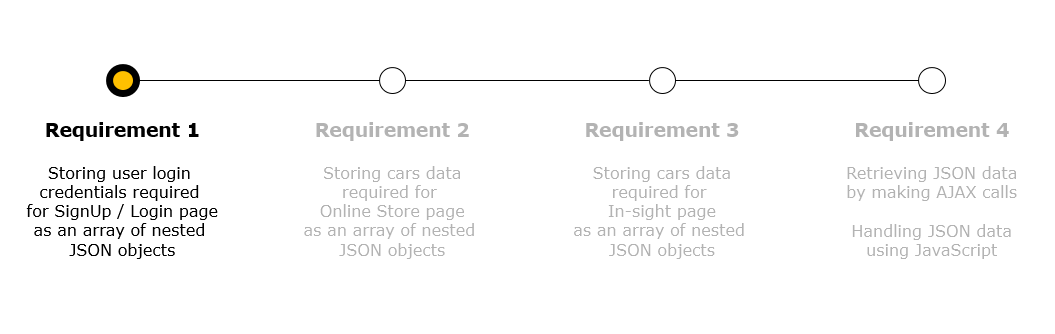 Requirement 1
Storing user login
credentials required
for SignUp / Login page
as an array of nested
JSON objects
Requirement 2
Storing cars data
required for
Online Store page
as an array of nested
JSON objects
Requirement 3
Storing cars data
required for
In-sight page
as an array of nested
JSON objects
Requirement 4
Retrieving JSON data
by making AJAX calls
Handling JSON data
using JavaScript